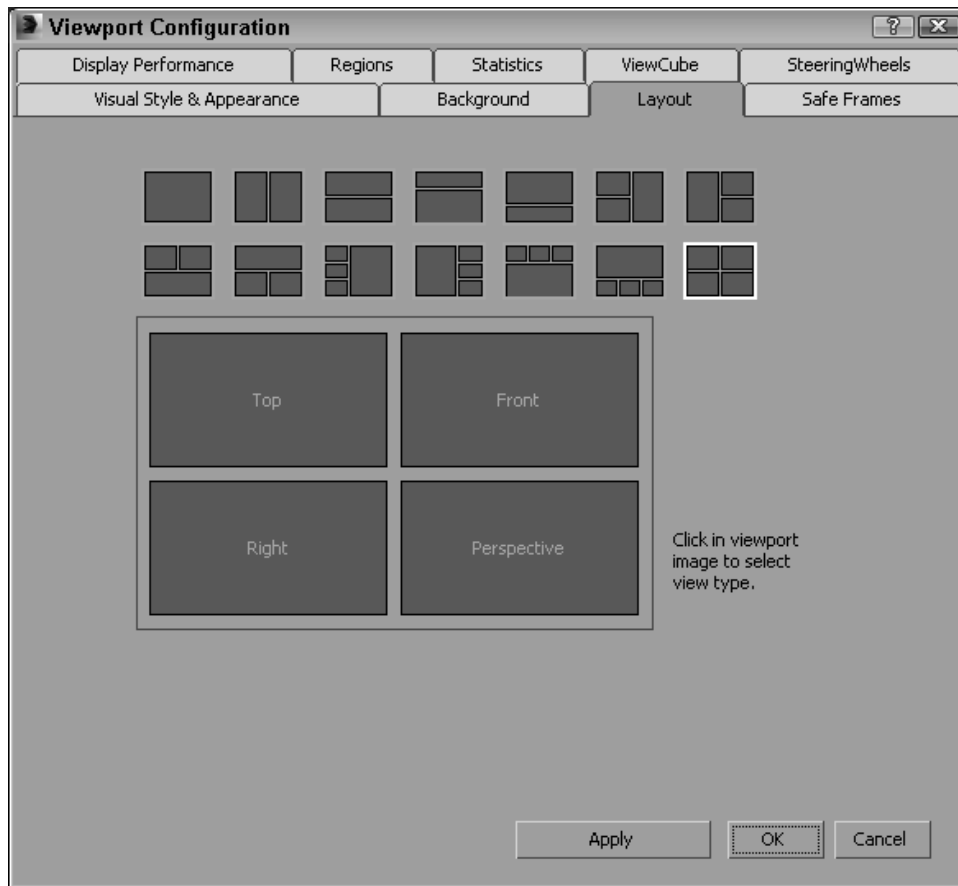 Viewport Configuration
Display Performance Regions Statistics ViewCube SteeringWheels
Visual Style & Appearance Background Layout Safe Frames
Top Front
Right Perspective
Click in viewport
image to select
view type.
Apply OK Cancel